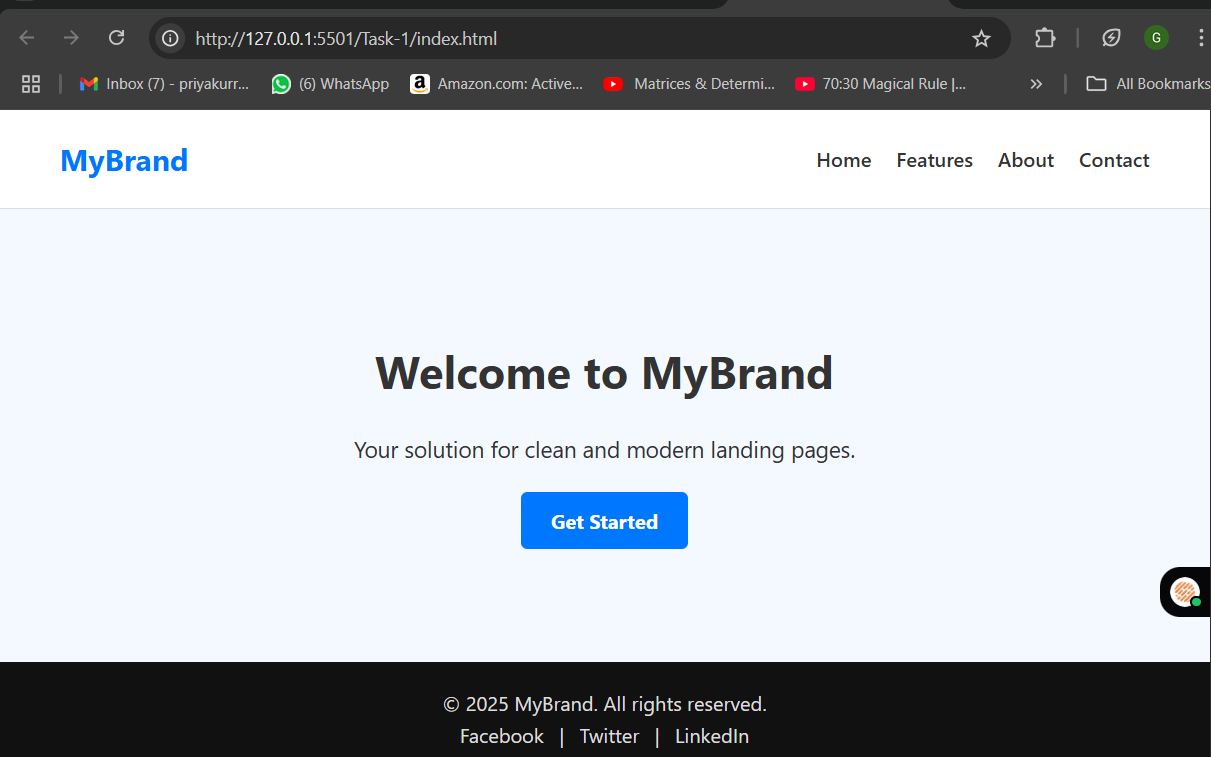 http://127.0.0.1:5501/Task-1/index.html
G
Inbox (7) - priyakurr... (6) WhatsApp Amazon.com: Active... Matrices & Determi... 70:30 Magical Rule |... » All Bookmarks
MyBrand Home Features About Contact
Welcome to MyBrand
Your solution for clean and modern landing pages.
Get Started
© 2025 MyBrand. All rights reserved.
Facebook | Twitter | LinkedIn